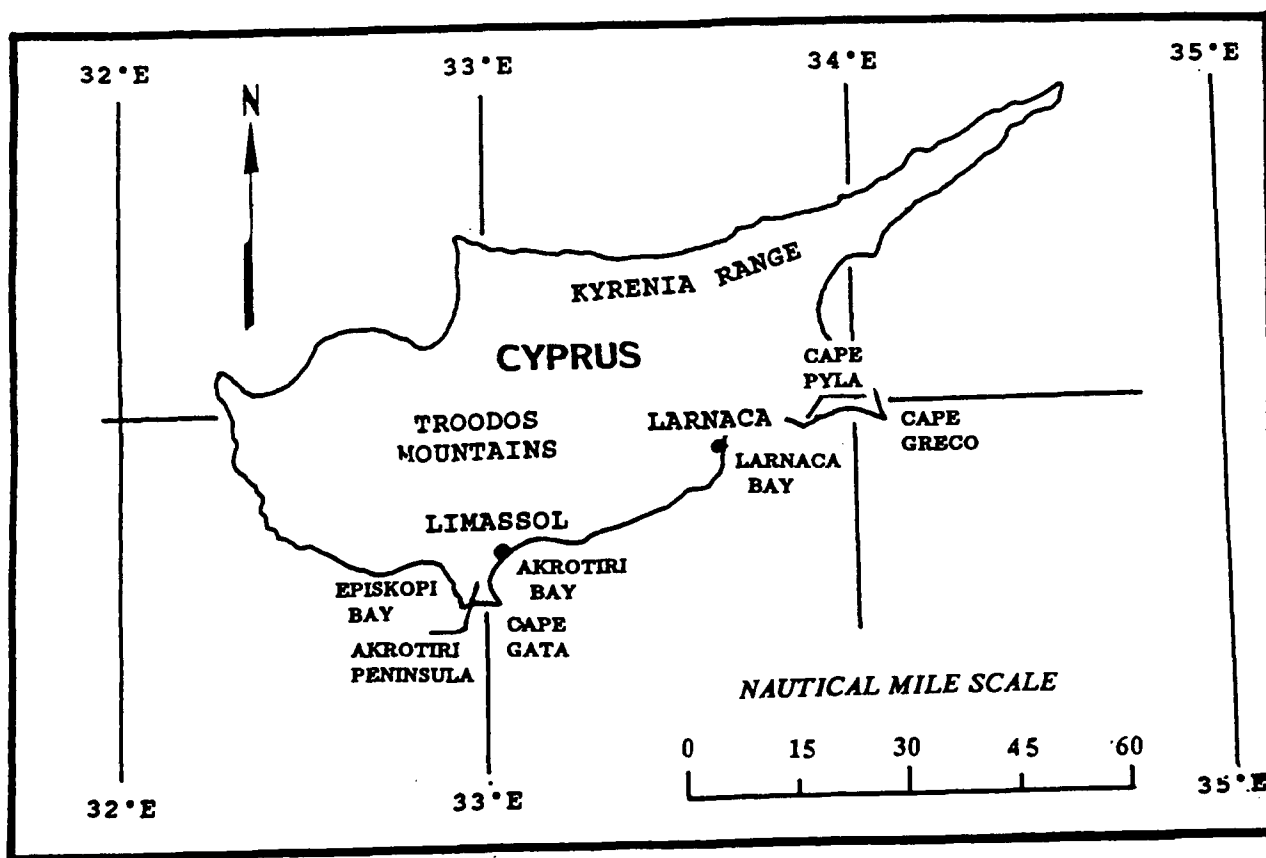 32°E
33°E
34°E
35°E
N
KYRENIA RANGE
CYPRUS
CAPE
PYLA
TROODOS
MOUNTAINS
LARNACA
CAPE
GRECO
LARNACA
BAY
LIMASSOL
EPISKOPI
BAY
AKROTIRI
BAY
AKROTIRI
PENINSULA
CAPE
GATA
NAUTICAL MILE SCALE
0 15 30 45 60
32°E
33°E
35°E